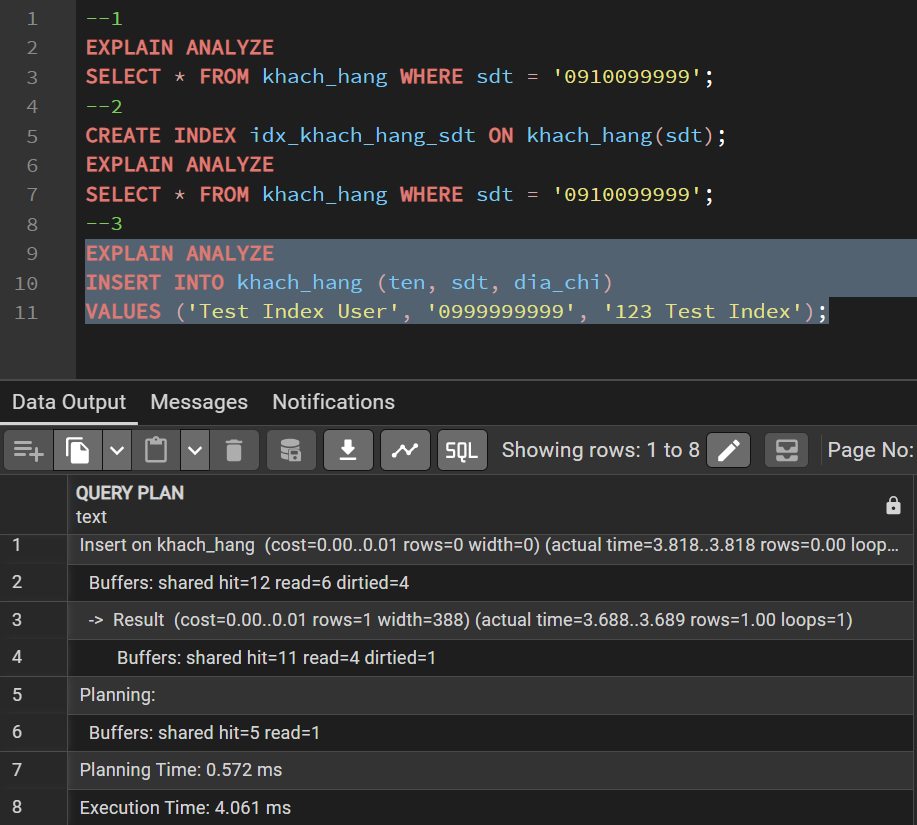 1 --1
2 EXPLAIN ANALYZE
3 SELECT * FROM khach_hang WHERE sdt = '0910099999';
4 --2
5 CREATE INDEX idx_khach_hang_sdt ON khach_hang(sdt);
6 EXPLAIN ANALYZE
7 SELECT * FROM khach_hang WHERE sdt = '0910099999';
8 --3
9 EXPLAIN ANALYZE
10 INSERT INTO khach_hang (ten, sdt, dia_chi)
11 VALUES ('Test Index User', '0999999999', '123 Test Index');
Data Output Messages Notifications
SQL Showing rows: 1 to 8 Page No:
QUERY PLAN
text
1 Insert on khach_hang (cost=0.00..0.01 rows=0 width=0) (actual time=3.818..3.818 rows=0.00 loop...
2 Buffers: shared hit=12 read=6 dirtied=4
3 -> Result (cost=0.00..0.01 rows=1 width=388) (actual time=3.688..3.689 rows=1.00 loops=1)
4 Buffers: shared hit=11 read=4 dirtied=1
5 Planning:
6 Buffers: shared hit=5 read=1
7 Planning Time: 0.572 ms
8 Execution Time: 4.061 ms